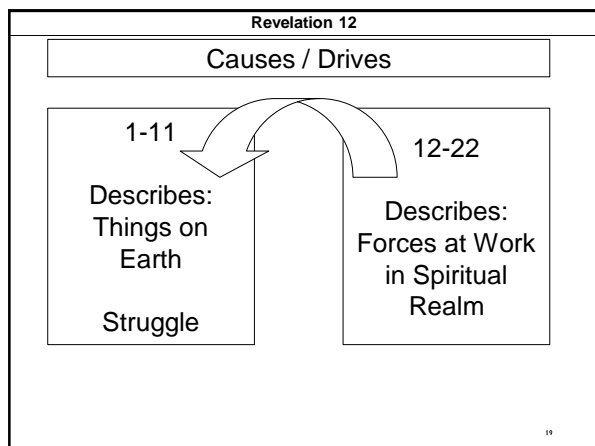 Revelation 12
Causes / Drives
1-11
Describes:
Things on
Earth
Struggle
12-22
Describes:
Forces at Work
in Spiritual
Realm
19